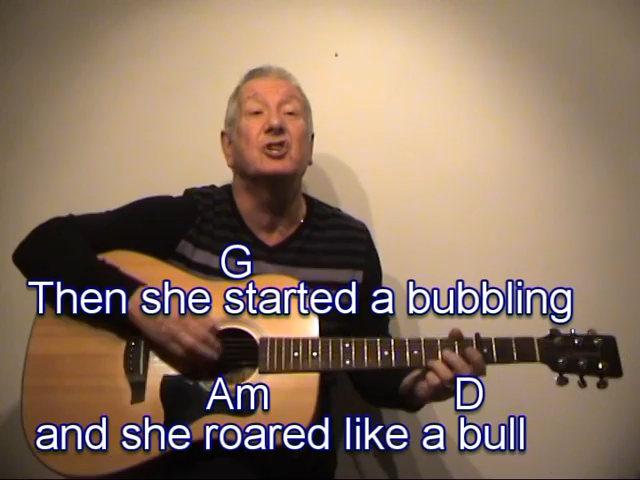 G
Then she started a bubbling
Am D
and she roared like a bull